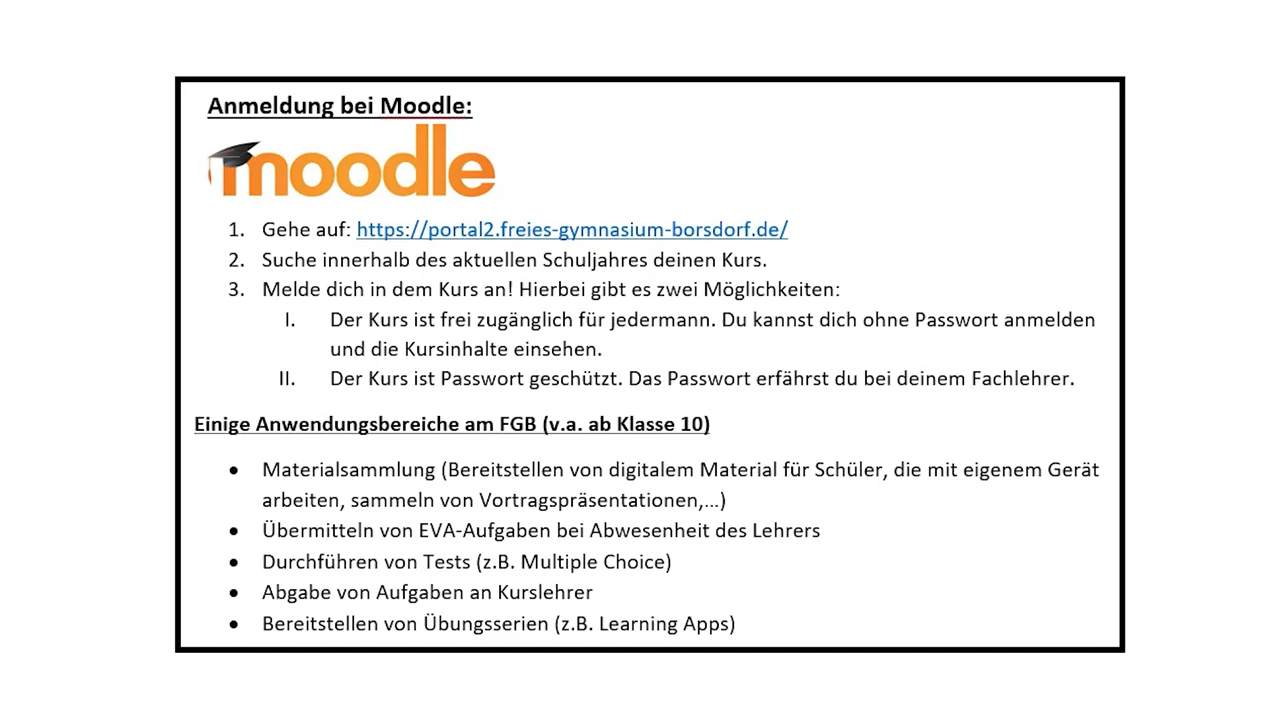 Anmeldung bei Moodle:
moodle
1. Gehe auf: https://portal2.freies-gymnasium-borsdorf.de/
2. Suche innerhalb des aktuellen Schuljahres deinen Kurs.
3. Melde dich in dem Kurs an! Hierbei gibt es zwei Möglichkeiten:
I. Der Kurs ist frei zugänglich für jedermann. Du kannst dich ohne Passwort anmelden
und die Kursinhalte einsehen.
II. Der Kurs ist Passwort geschützt. Das Passwort erfährst du bei deinem Fachlehrer.
Einige Anwendungsbereiche am FGB (v.a. ab Klasse 10)
• Materialsammlung (Bereitstellen von digitalem Material für Schüler, die mit eigenem Gerät
arbeiten, sammeln von Vortragspräsentationen,…)
• Übermitteln von EVA-Aufgaben bei Abwesenheit des Lehrers
• Durchführen von Tests (z.B. Multiple Choice)
• Abgabe von Aufgaben an Kurslehrer
• Bereitstellen von Übungsserien (z.B. Learning Apps)